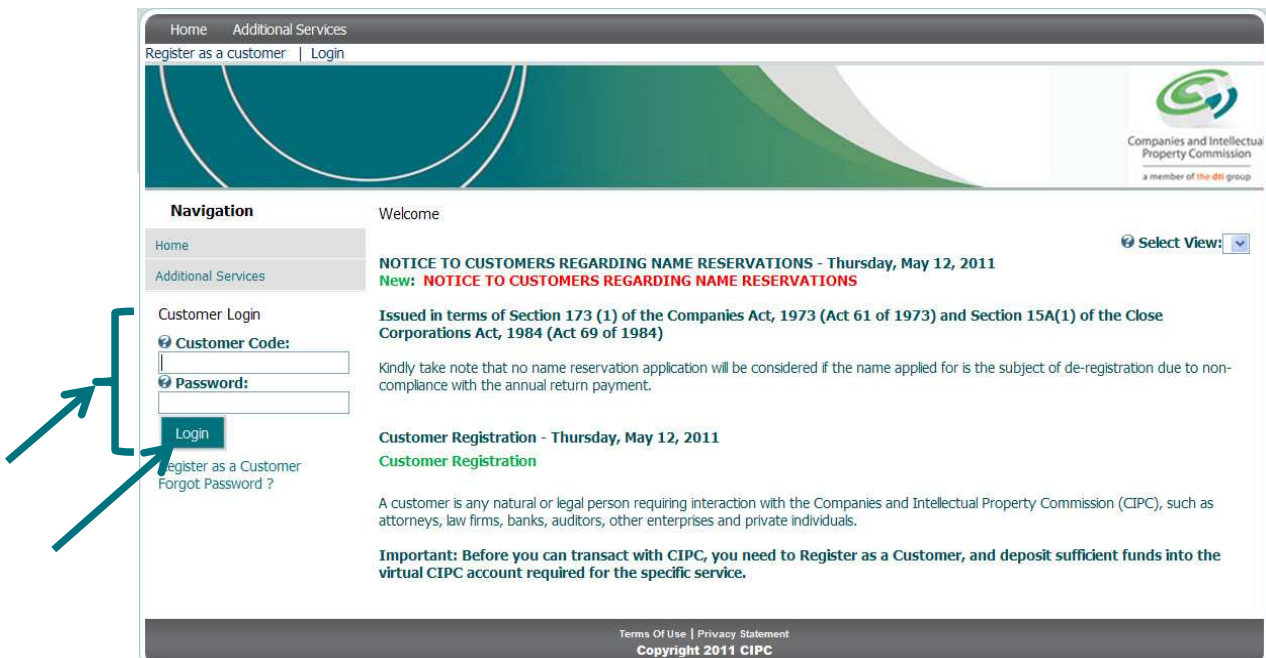 Home Additional Services
Register as a customer | Login
Companies and Intellectua
Property Commission
a member of the dti group
Navigation
Home
Additional Services
Customer Login
Customer Code:
Password:
Login
Register as a Customer
Forgot Password ?
Welcome
Select View:
NOTICE TO CUSTOMERS REGARDING NAME RESERVATIONS - Thursday, May 12, 2011
New: NOTICE TO CUSTOMERS REGARDING NAME RESERVATIONS
Issued in terms of Section 173 (1) of the Companies Act, 1973 (Act 61 of 1973) and Section 15A(1) of the Close
Corporations Act, 1984 (Act 69 of 1984)
Kindly take note that no name reservation application will be considered if the name applied for is the subject of de-registration due to non-
compliance with the annual return payment.
Customer Registration - Thursday, May 12, 2011
Customer Registration
A customer is any natural or legal person requiring interaction with the Companies and Intellectual Property Commission (CIPC), such as
attorneys, law firms, banks, auditors, other enterprises and private individuals.
Important: Before you can transact with CIPC, you need to Register as a Customer, and deposit sufficient funds into the
virtual CIPC account required for the specific service.
Terms Of Use | Privacy Statement
Copyright 2011 CIPC